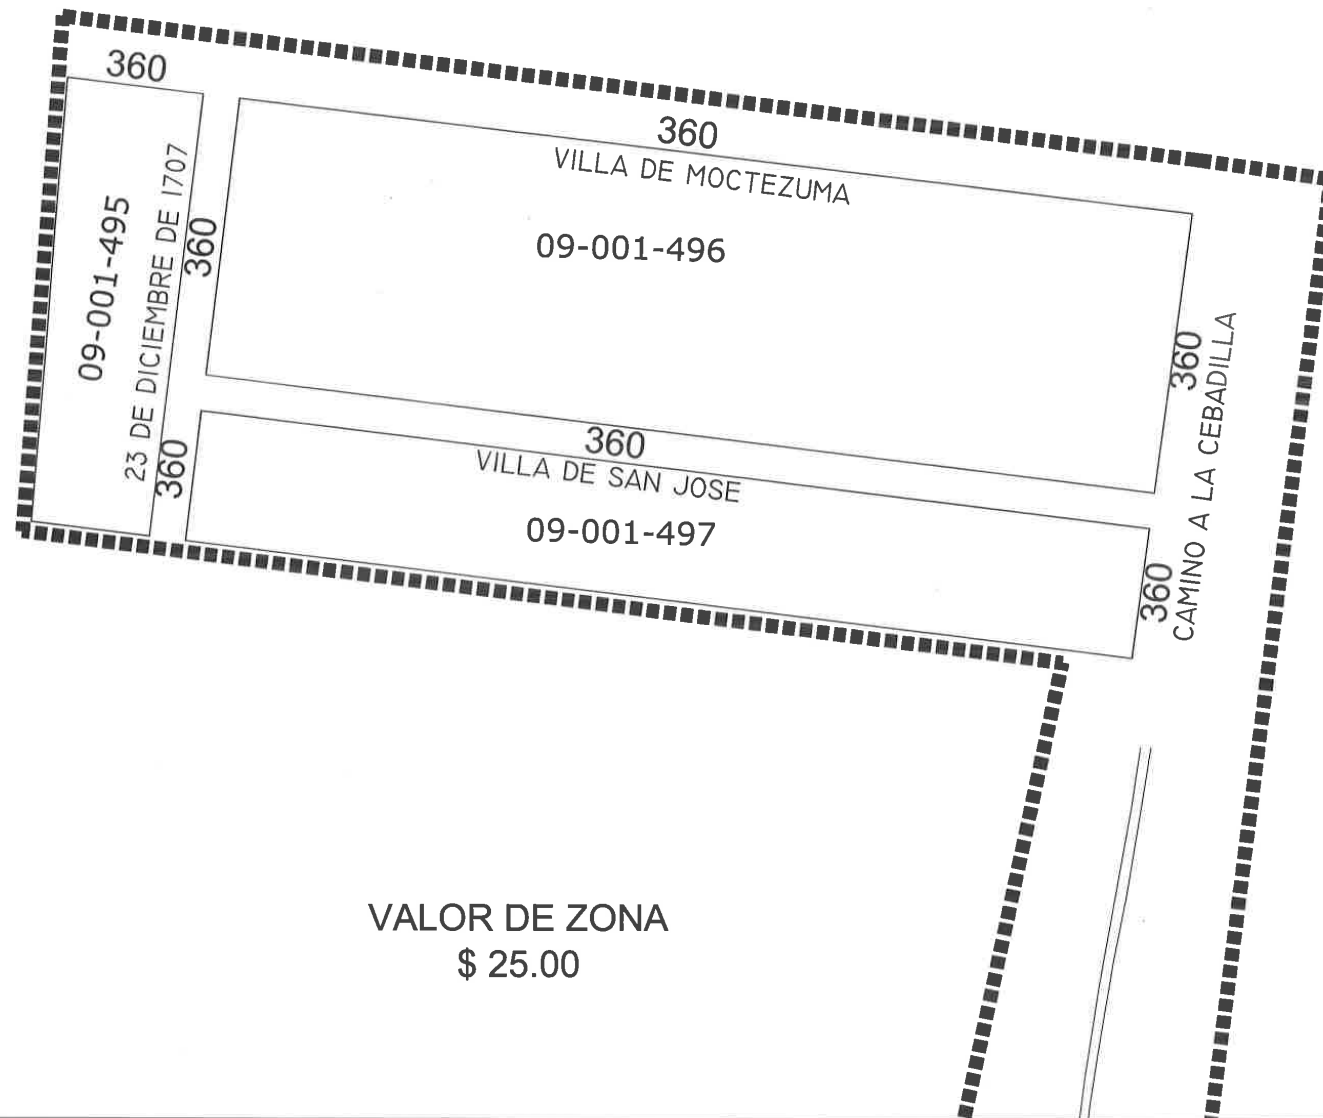 360
360
VILLA DE MOCTEZUMA
09-001-496
09-001-495
23 DE DICIEMBRE DE 1707
360
360
CAMINO A LA CEBADILLA
360
360
VILLA DE SAN JOSE
09-001-497
360
VALOR DE ZONA
$ 25.00